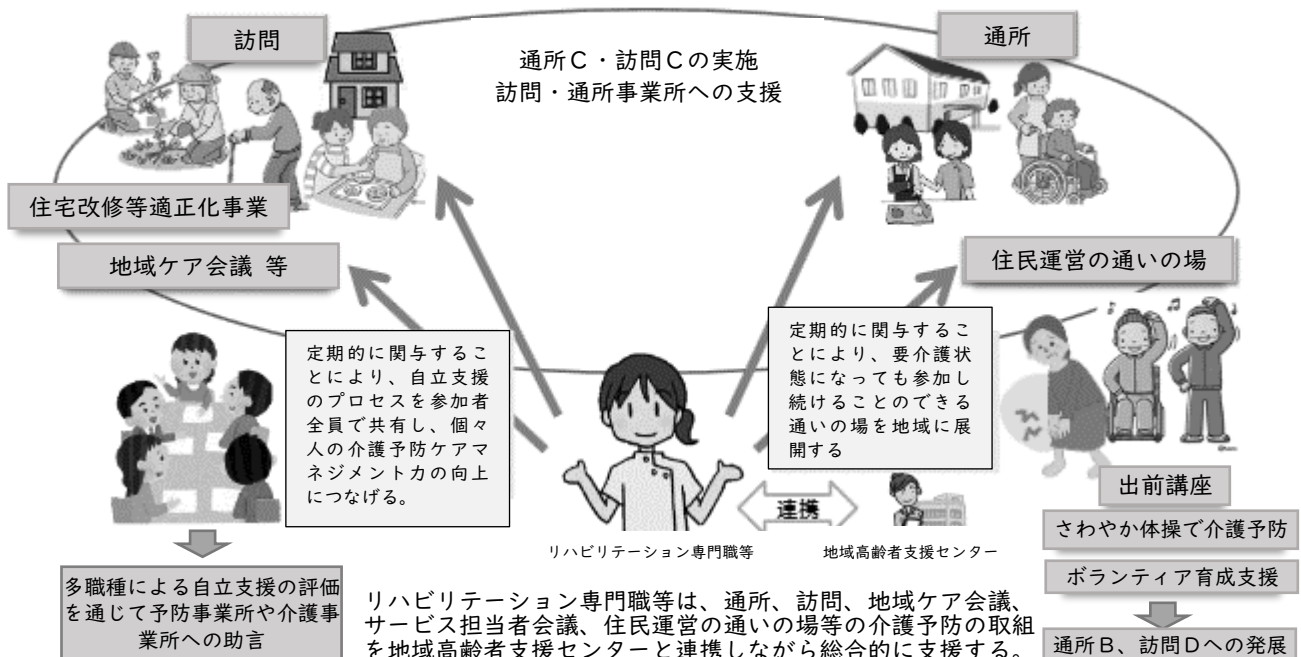 訪問
通所
通所C・訪問Cの実施
訪問・通所事業所への支援
住宅改修等適正化事業
地域ケア会議 等
住民運営の通いの場
定期的に関与するこ
とにより、自立支援
のプロセスを参加者
全員で共有し、個々
人の介護予防ケアマ
ネジメント力の向上
につなげる。
定期的に関与するこ
とにより、要介護状
態になっても参加し
続けることのできる
通いの場を地域に展
開する
連携
リハビリテーション専門職等
地域高齢者支援センター
出前講座
さわやか体操で介護予防
ボランティア育成支援
通所B、訪問Dへの発展
多職種による自立支援の評価
を通じて予防事業所や介護事
業所への助言
リハビリテーション専門職等は、通所、訪問、地域ケア会議、
サービス担当者会議、住民運営の通いの場等の介護予防の取組
を地域高齢者支援センターと連携しながら総合的に支援する。